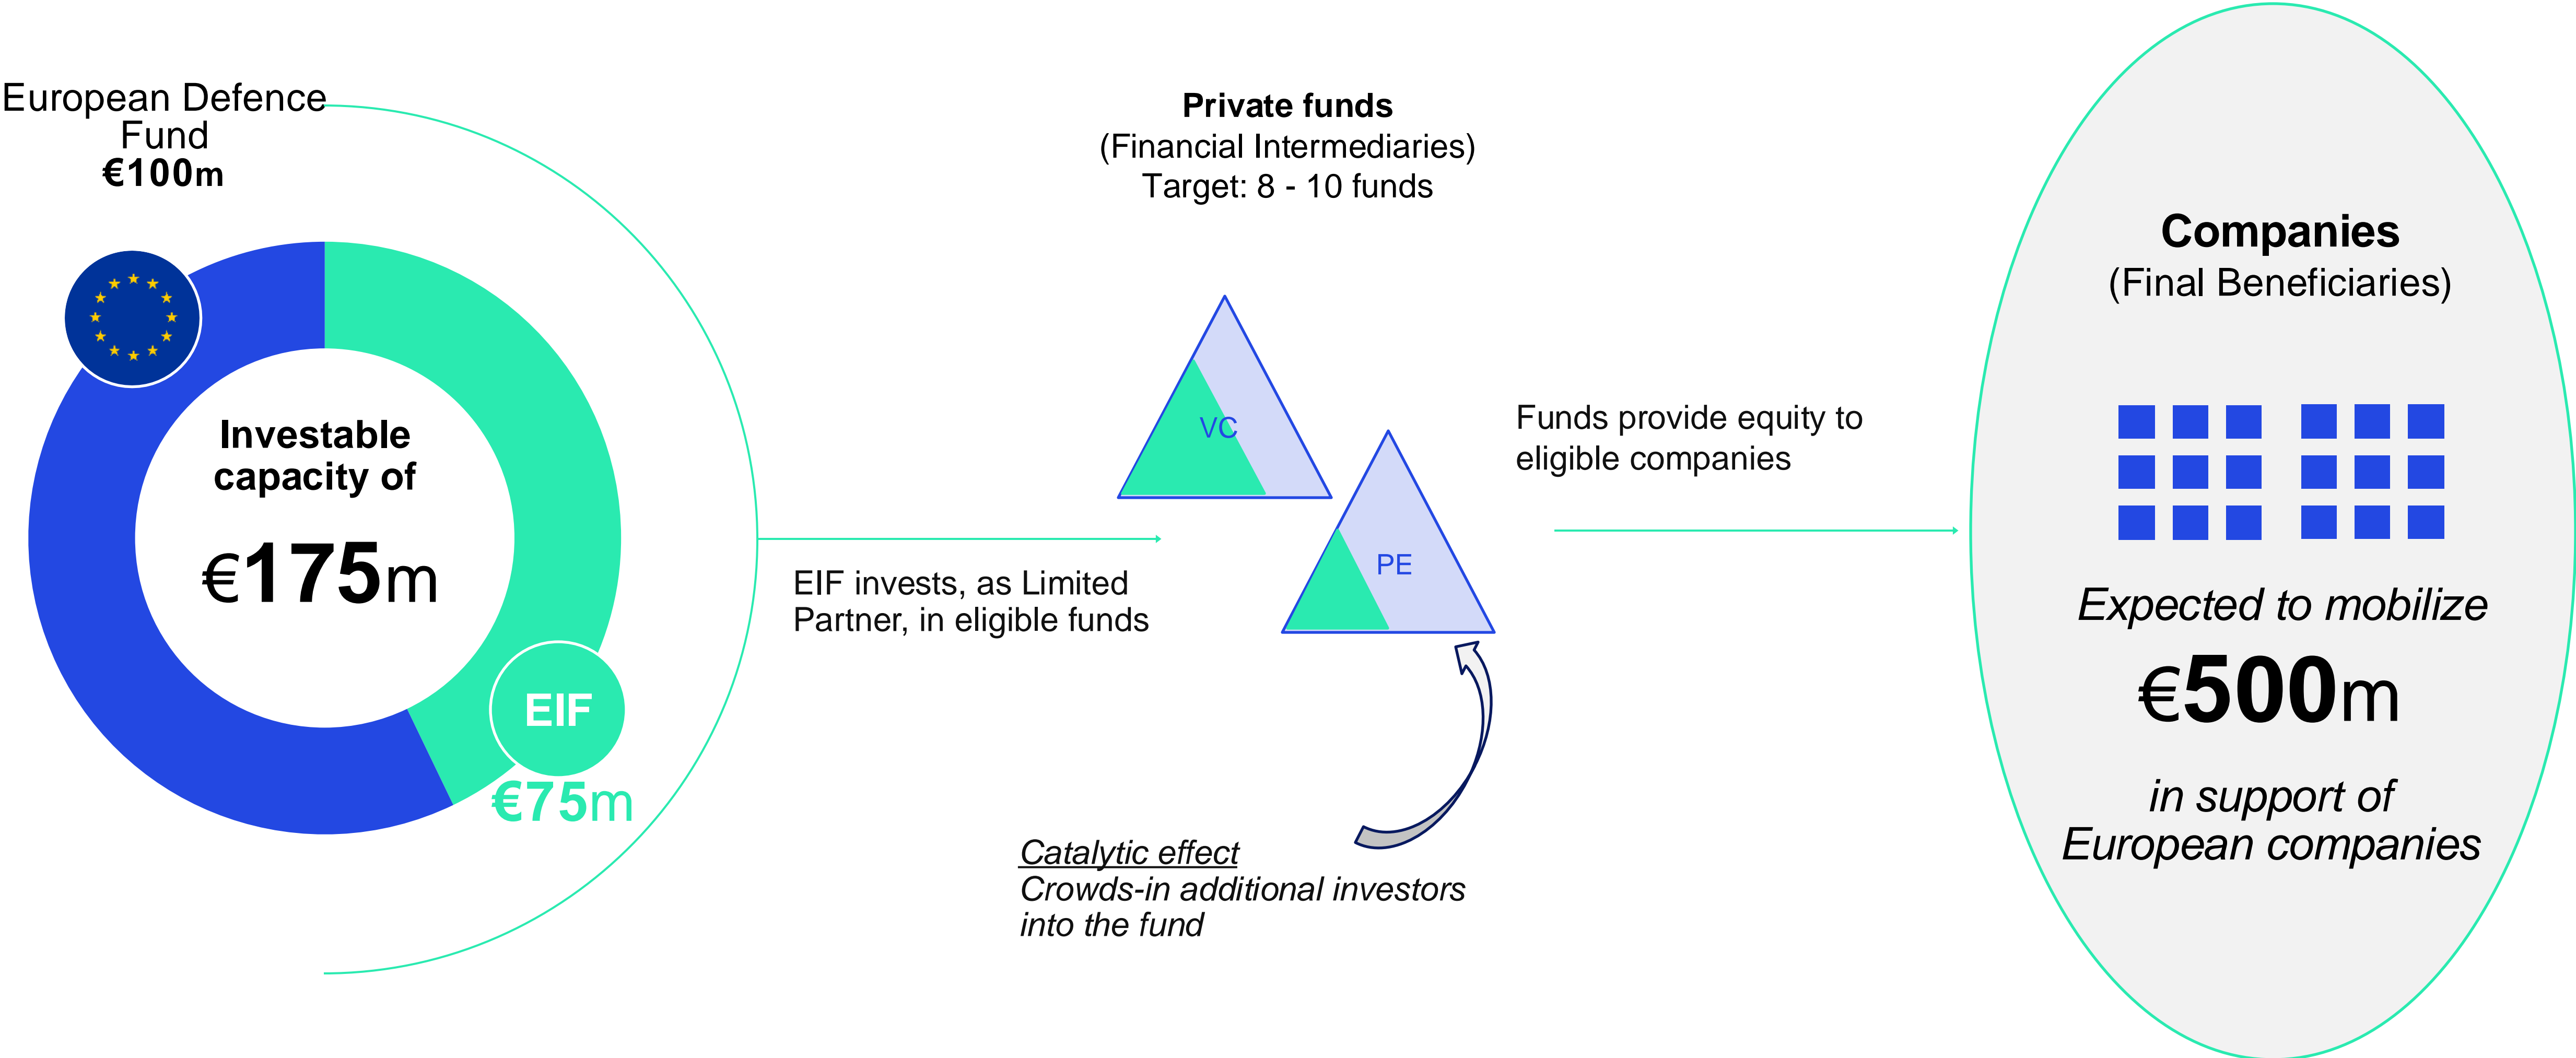 European Defence
Fund
€100m
Investable
capacity of
€175m
EIF
€75m
EIF invests, as Limited
Partner, in eligible funds
Private funds
(Financial Intermediaries)
Target: 8 - 10 funds
VC
PE
Catalytic effect
Crowds-in additional investors
into the fund
Funds provide equity to
eligible companies
Companies
(Final Beneficiaries)
Expected to mobilize
€500m
in support of
European companies